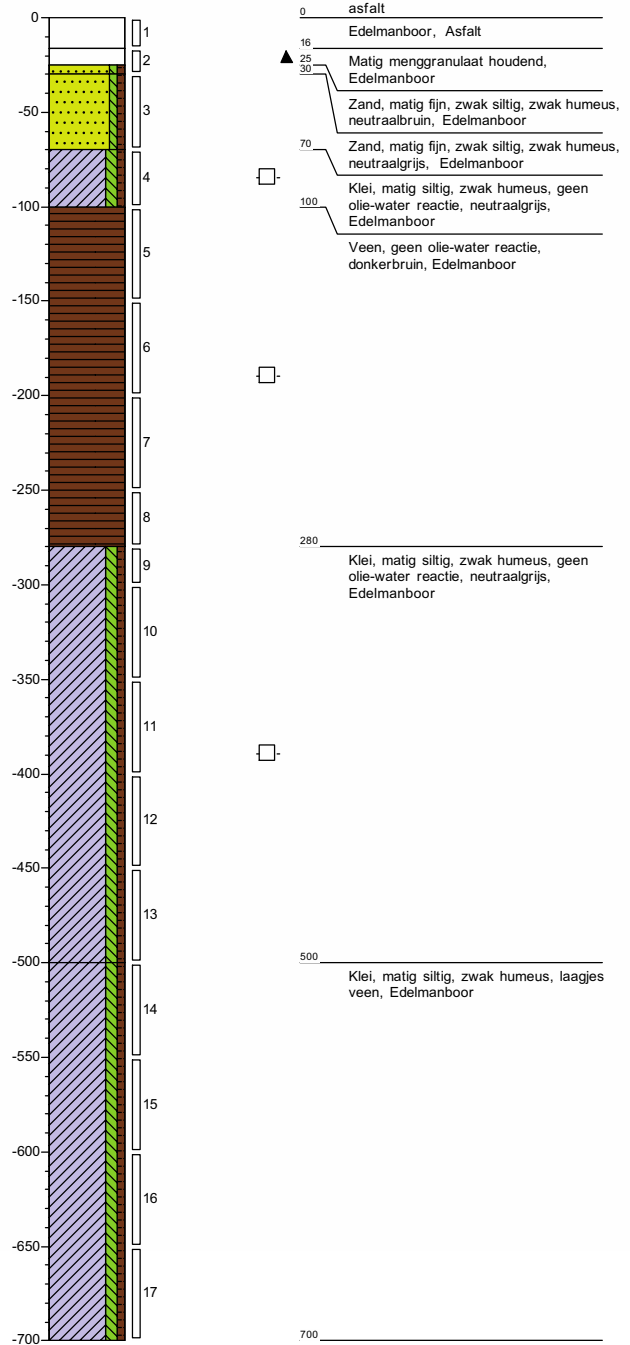 0
-50
-100
-150
-200
-250
-300
-350
-400
-450
-500
-550
-600
-650
-700
1
2
3
4
5
6
7
8
9
10
11
12
13
14
15
16
17
0 asfalt
Edelmanboor, Asfalt
16
25 Matig menggranulaat houdend,
30 Edelmanboor
Zand, matig fijn, zwak siltig, zwak humeus,
neutraalbruin, Edelmanboor
70 Zand, matig fijn, zwak siltig, zwak humeus,
neutraalgrijs, Edelmanboor
Klei, matig siltig, zwak humeus, geen
100 olie-water reactie, neutraalgrijs,
Edelmanboor
Veen, geen olie-water reactie,
donkerbruin, Edelmanboor
280
Klei, matig siltig, zwak humeus, geen
olie-water reactie, neutraalgrijs,
Edelmanboor
500
Klei, matig siltig, zwak humeus, laagjes
veen, Edelmanboor
700